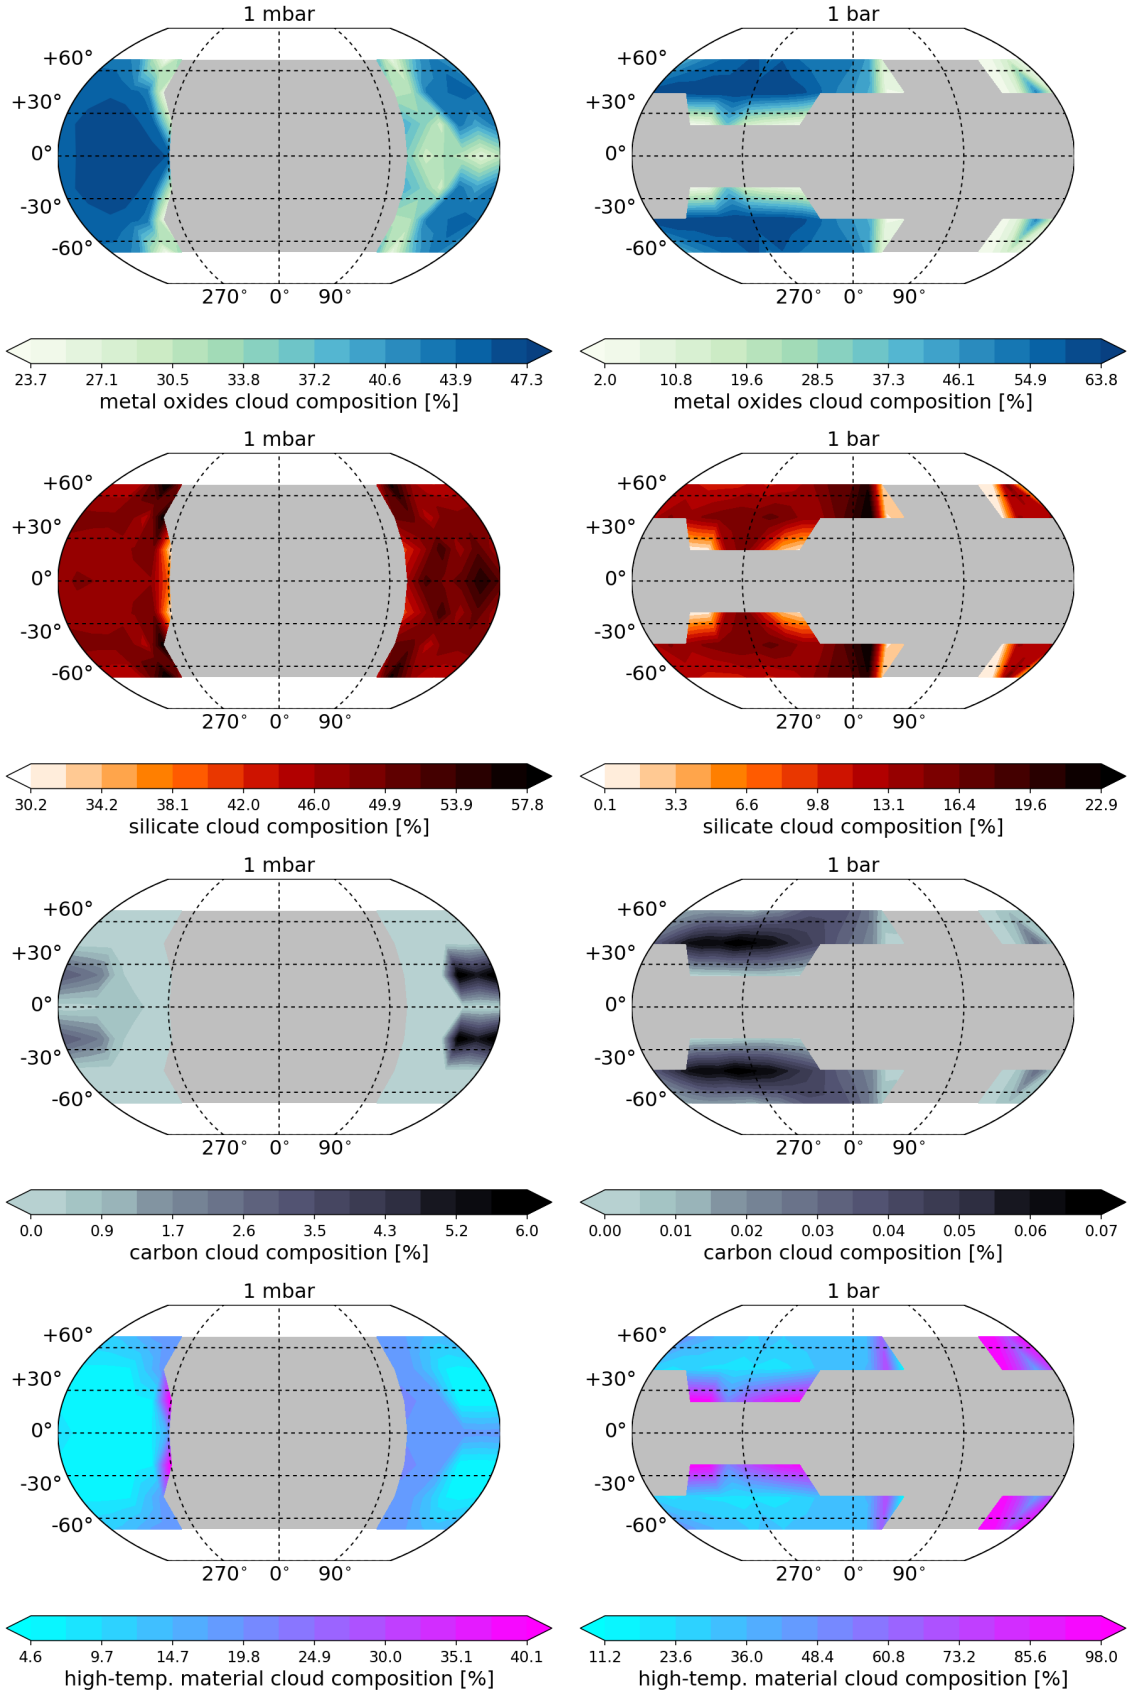 1 mbar
1 bar
+60°
+30°
0°
-30°
-60°
270° 0° 90°
+60°
+30°
0°
-30°
-60°
270° 0° 90°
23.7 27.1 30.5 33.8 37.2 40.6 43.9 47.3
metal oxides cloud composition [%]
2.0 10.8 19.6 28.5 37.3 46.1 54.9 63.8
metal oxides cloud composition [%]
1 mbar
1 bar
+60°
+30°
0°
-30°
-60°
270° 0° 90°
+60°
+30°
0°
-30°
-60°
270° 0° 90°
30.2 34.2 38.1 42.0 46.0 49.9 53.9 57.8
silicate cloud composition [%]
0.1 3.3 6.6 9.8 13.1 16.4 19.6 22.9
silicate cloud composition [%]
1 mbar
1 bar
+60°
+30°
0°
-30°
-60°
270° 0° 90°
+60°
+30°
0°
-30°
-60°
270° 0° 90°
0.0 0.9 1.7 2.6 3.5 4.3 5.2 6.0
carbon cloud composition [%]
0.00 0.01 0.02 0.03 0.04 0.05 0.06 0.07
carbon cloud composition [%]
1 mbar
1 bar
+60°
+30°
0°
-30°
-60°
270° 0° 90°
+60°
+30°
0°
-30°
-60°
270° 0° 90°
4.6 9.7 14.7 19.8 24.9 30.0 35.1 40.1
high-temp. material cloud composition [%]
11.2 23.6 36.0 48.4 60.8 73.2 85.6 98.0
high-temp. material cloud composition [%]